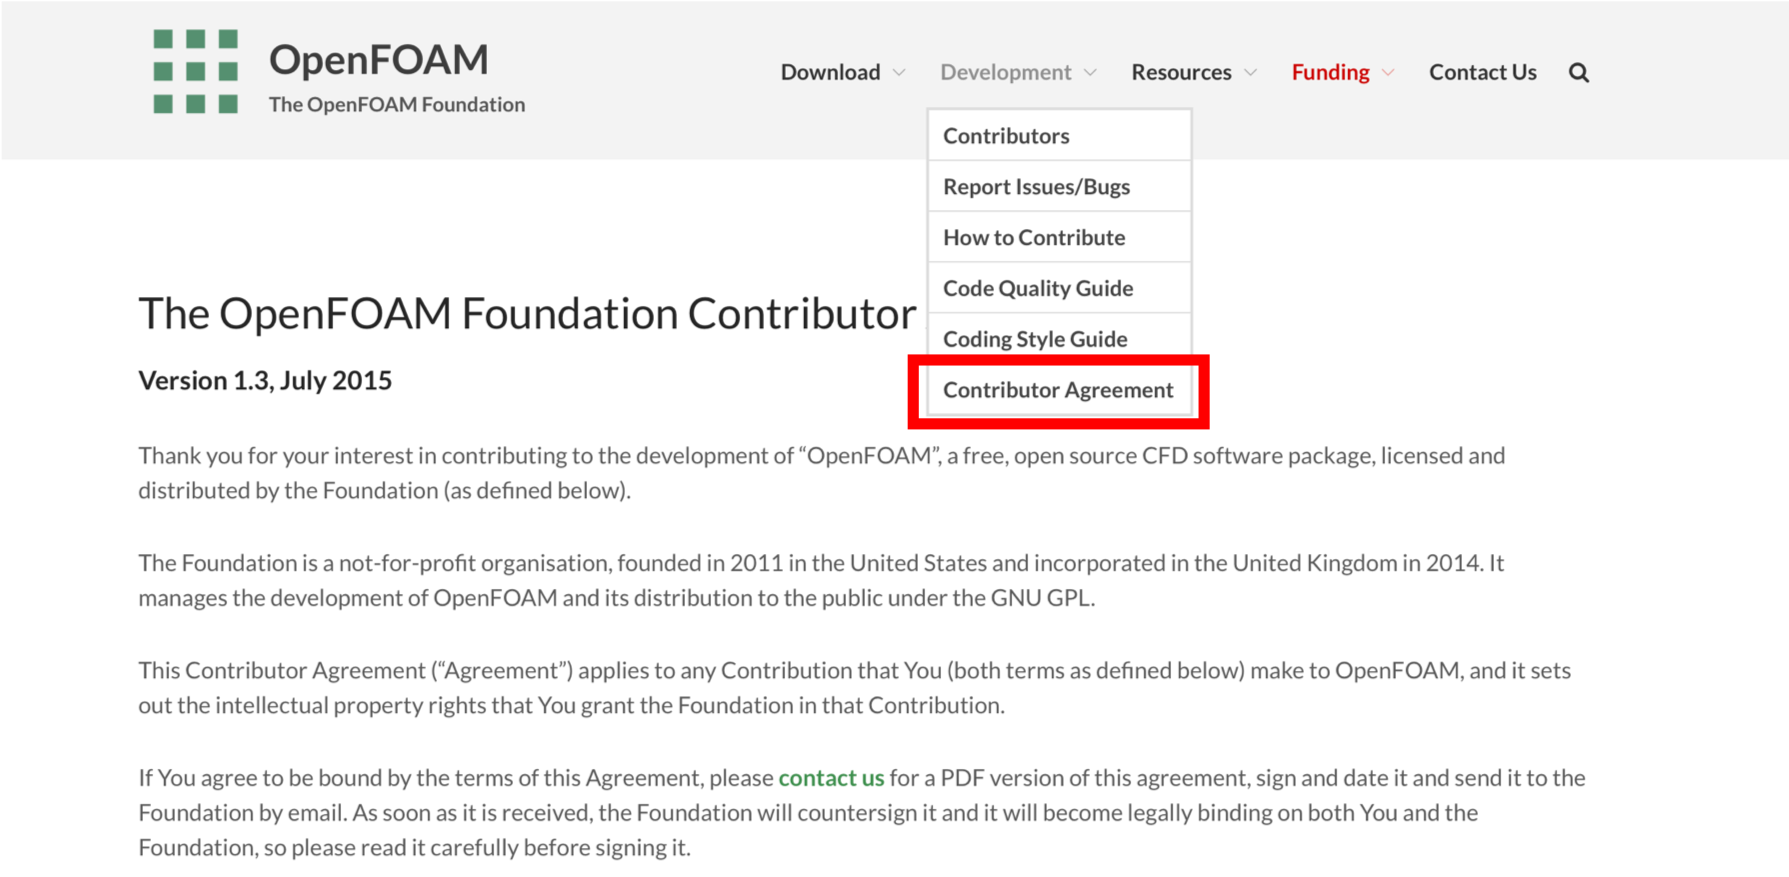 OpenFOAM
The OpenFOAM Foundation
Download Development Resources Funding Contact Us
Contributors
Report Issues/Bugs
How to Contribute
Code Quality Guide
Coding Style Guide
Contributor Agreement
The OpenFOAM Foundation Contributor
Version 1.3, July 2015
Thank you for your interest in contributing to the development of “OpenFOAM”, a free, open source CFD software package, licensed and
distributed by the Foundation (as defined below).
The Foundation is a not-for-profit organisation, founded in 2011 in the United States and incorporated in the United Kingdom in 2014. It
manages the development of OpenFOAM and its distribution to the public under the GNU GPL.
This Contributor Agreement (“Agreement”) applies to any Contribution that You (both terms as defined below) make to OpenFOAM, and it sets
out the intellectual property rights that You grant the Foundation in that Contribution.
If You agree to be bound by the terms of this Agreement, please contact us for a PDF version of this agreement, sign and date it and send it to the
Foundation by email. As soon as it is received, the Foundation will countersign it and it will become legally binding on both You and the
Foundation, so please read it carefully before signing it.